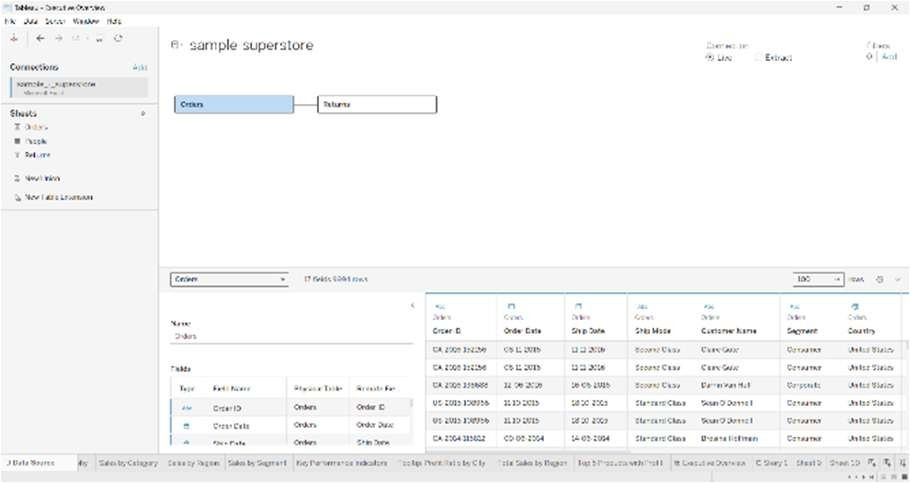 Tableau - Executive Overview
File Data Server Window Help
Connections Add
sample_-_superstore
Microsoft Excel
Sheets
Orders
People
Returns
New Union
New Table Extension
sample superstore
Connection
Live Extract
Filters
0 Add
Orders Returns
Orders 17 fields 9994 rows 100 rows
Name
Orders
Fields
Type Field Name Physical Table Remote Fie
Abc Order ID Orders Order ID
Order Date Orders Order Date
Ship Date Orders Ship Date
Abc Abc Abc Abc
Orders Orders Orders Orders Orders Orders Orders
Order ID Order Date Ship Date Ship Mode Customer Name Segment Country
CA-2016-152156 08-11-2016 11-11-2016 Second Class Claire Gute Consumer United States
CA-2016-152156 08-11-2016 11-11-2016 Second Class Claire Gute Consumer United States
CA-2016-138688 12-06-2016 16-06-2016 Second Class Darrin Van Huff Corporate United States
US-2015-108966 11-10-2015 18-10-2015 Standard Class Sean O'Donnell Consumer United States
US-2015-108966 11-10-2015 18-10-2015 Standard Class Sean O'Donnell Consumer United States
CA-2014-115812 09-06-2014 14-06-2014 Standard Class Brosina Hoffman Consumer United States
Data Source Sales by Category Sales by Region Sales by Segment Key Performance Indicators Tooltip: Profit Ratio by City Total Sales by Region Top 5 Products with Profit Executive Overview Story 1 Sheet 9 Sheet 10